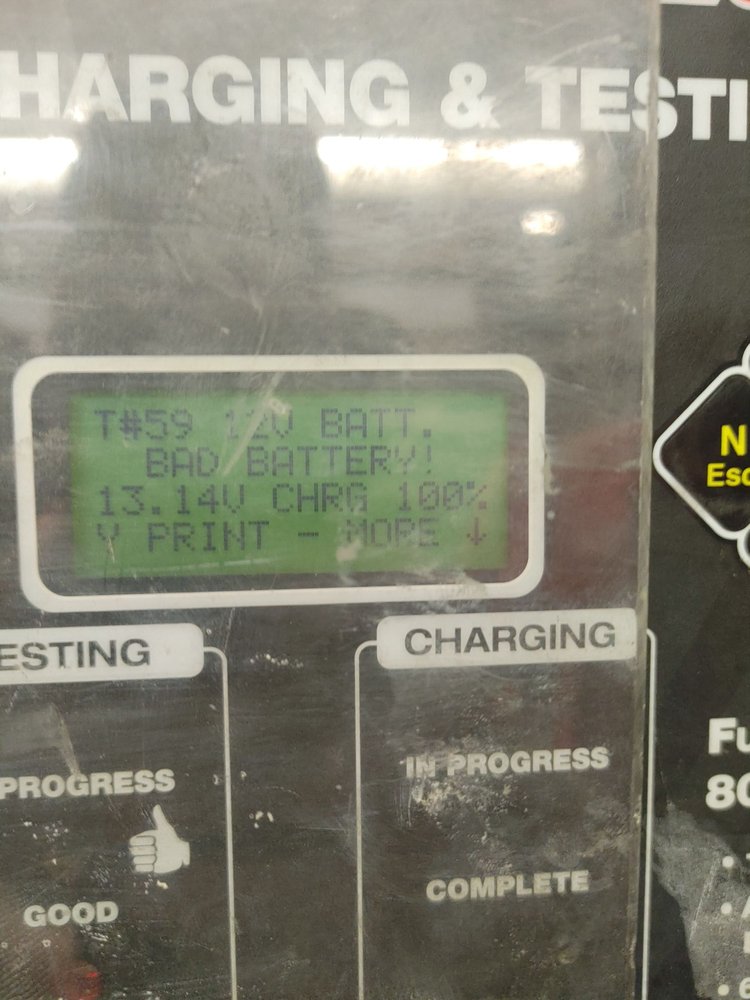 HARGING & TESTI
T#59 12V BATT.
BAD BATTERY!
13.14V CHRG 100%
Y PRINT - MORE ↓
N
Esc
ESTING
CHARGING
PROGRESS
IN PROGRESS
GOOD
COMPLETE
Fu
80